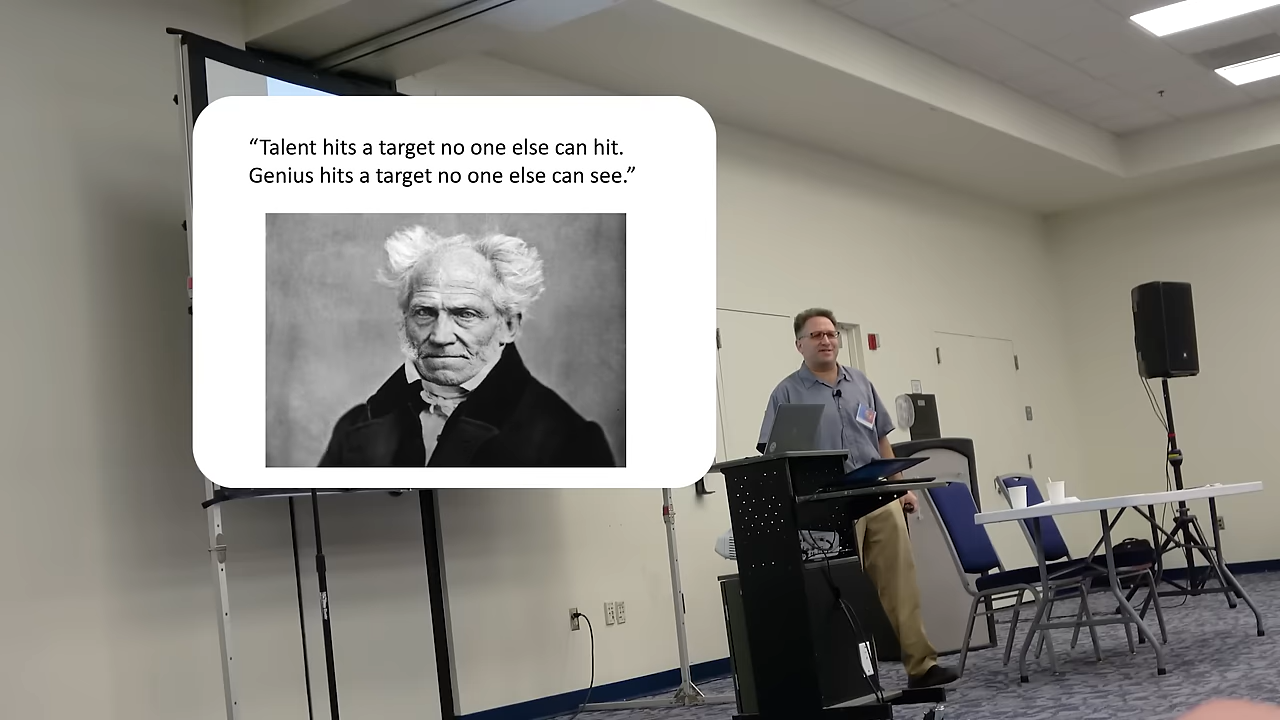 “Talent hits a target no one else can hit.
Genius hits a target no one else can see.”